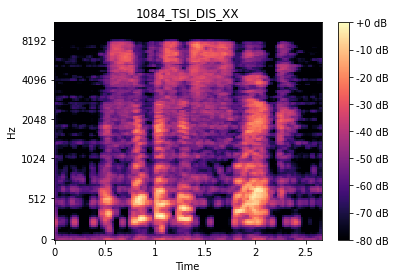 1084_TSI_DIS_XX
+0 dB
8192
-10 dB
4096
-20 dB
-30 dB
2048
Hz
-40 dB
1024
-50 dB
512
-60 dB
-70 dB
0
-80 dB
0 0.5 1 1.5 2 2.5
Time